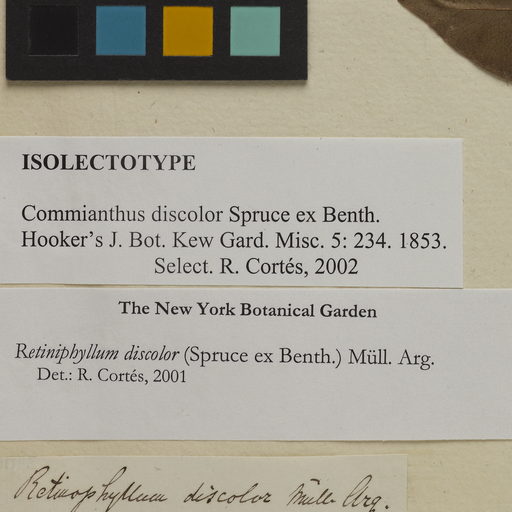 ISOLECTOTYPE
Commianthus discolor Spruce ex Benth.
Hooker's J. Bot. Kew Gard. Misc. 5: 234. 1853.
Select. R. Cortés, 2002
The New York Botanical Garden
Retiniphyllum discolor (Spruce ex Benth.) Müll. Arg.
Det.: R. Cortés, 2001
Retinophyllum discolor Müll Arg.